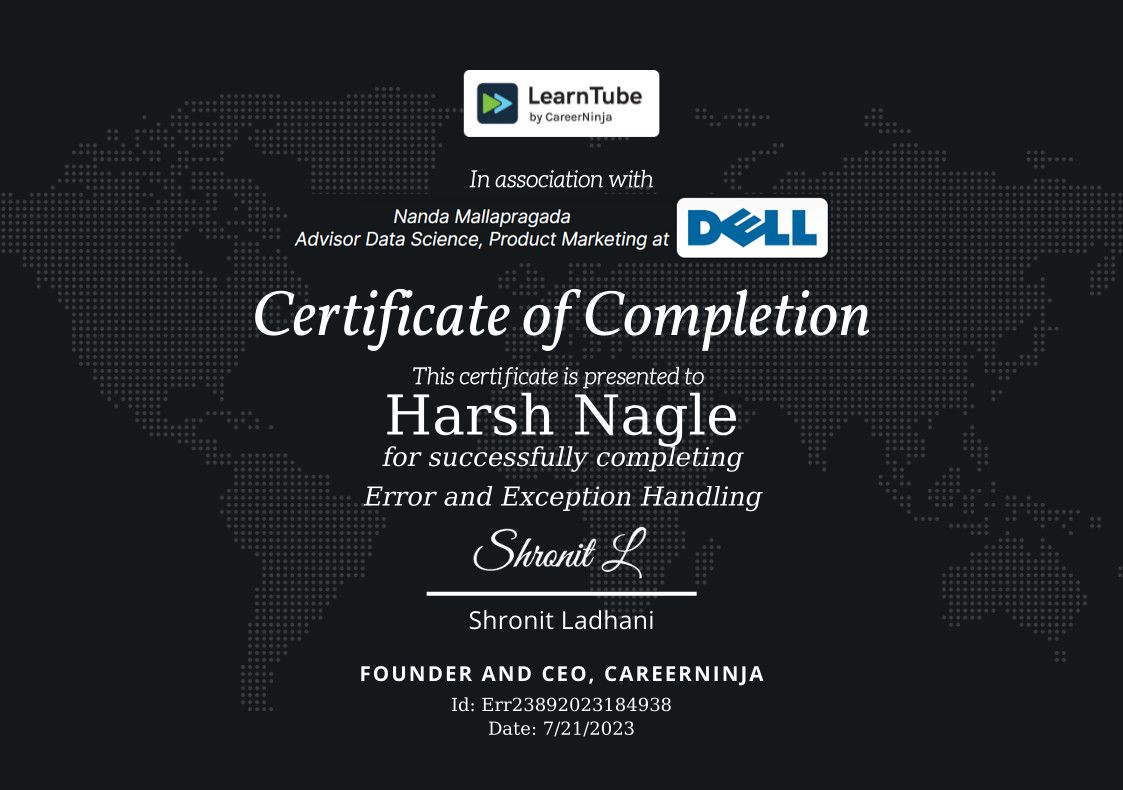 LearnTube
by CareerNinja
In association with
Nanda Mallapragada
Advisor Data Science, Product Marketing at DELL
Certificate of Completion
This certificate is presented to
Harsh Nagle
for successfully completing
Error and Exception Handling
Shronit L
Shronit Ladhani
FOUNDER AND CEO, CAREERNINJA
Id: Err23892023184938
Date: 7/21/2023